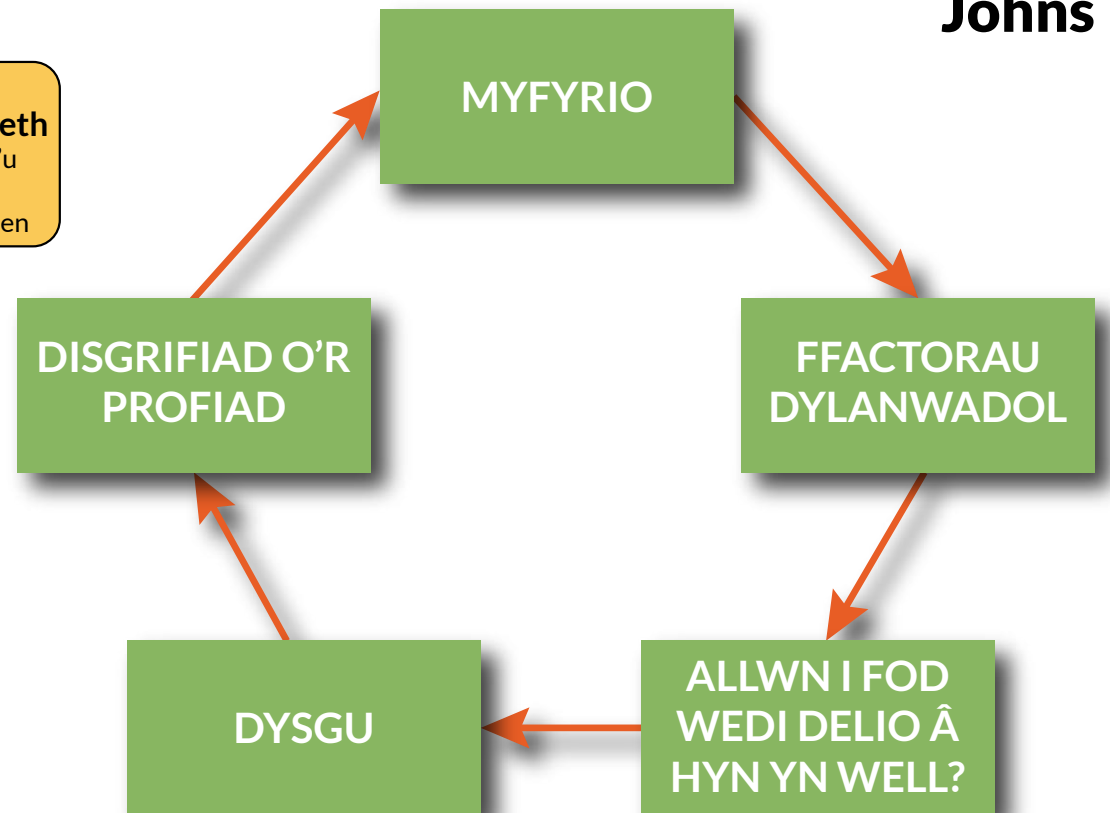 Johns
MYFYRIO
eth
'u
en
DISGRIFIAD O'R
PROFIAD
FFACTORAU
DYLANWADOL
ALLWN I FOD
WEDI DELIO Â
HYN YN WELL?
DYSGU